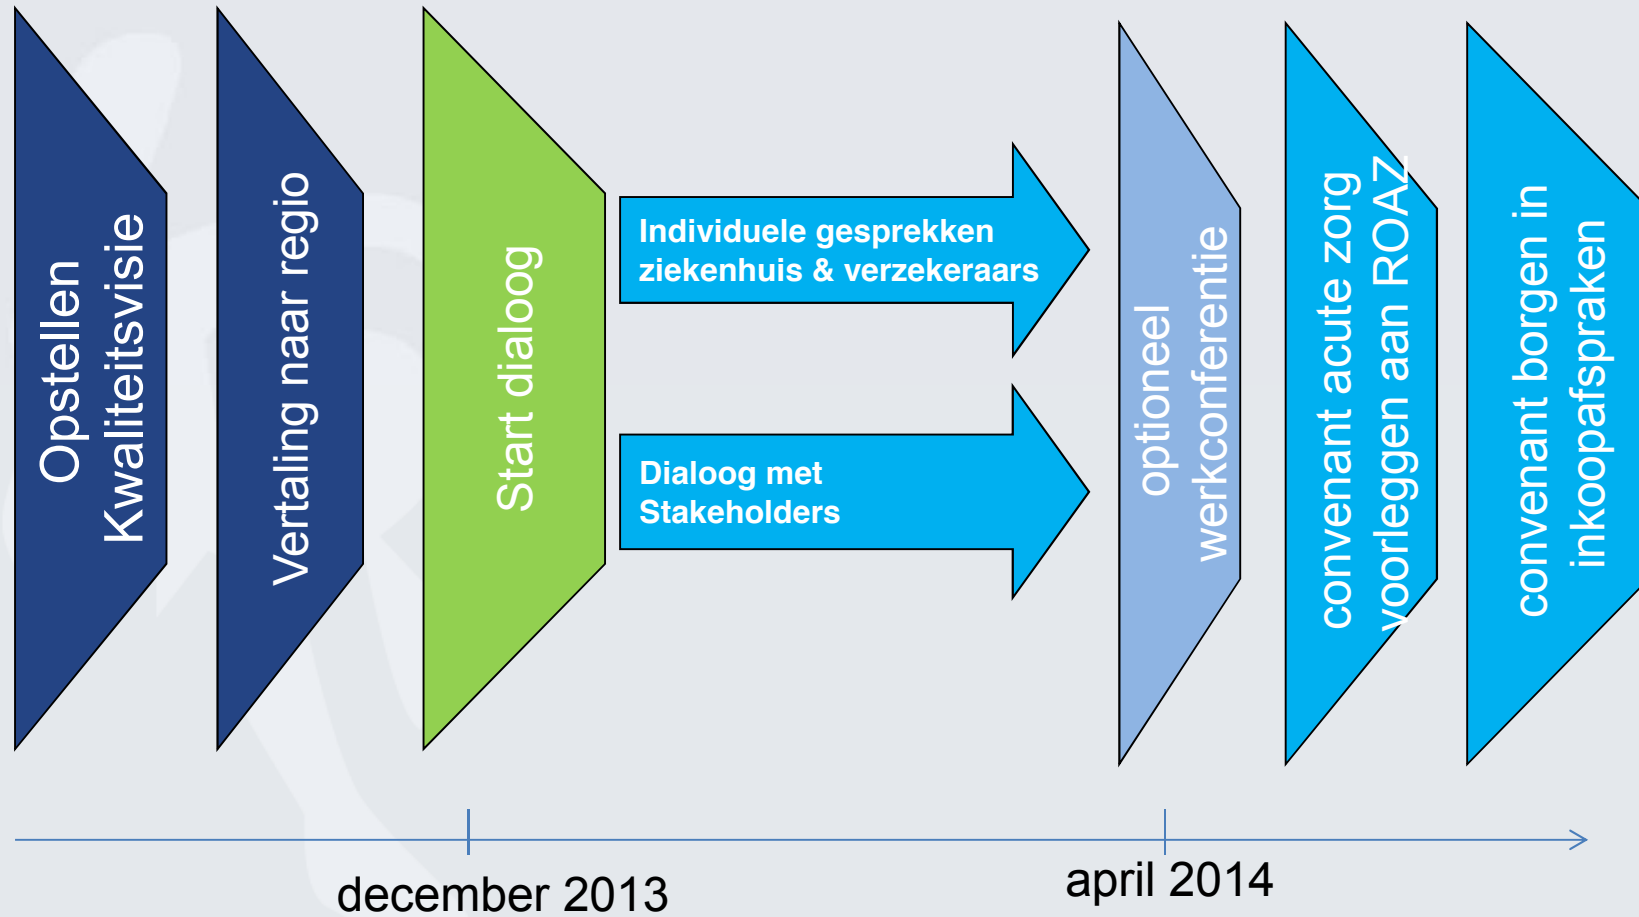 Opstellen
Kwaliteitsvisie
Vertaling naar regio
Start dialoog
Individuele gesprekken
ziekenhuis & verzekeraars
Dialoog met
Stakeholders
optioneel
werkconferentie
convenant acute zorg
voorleggen aan ROAZ
convenant borgen in
inkoopafspraken
december 2013
april 2014